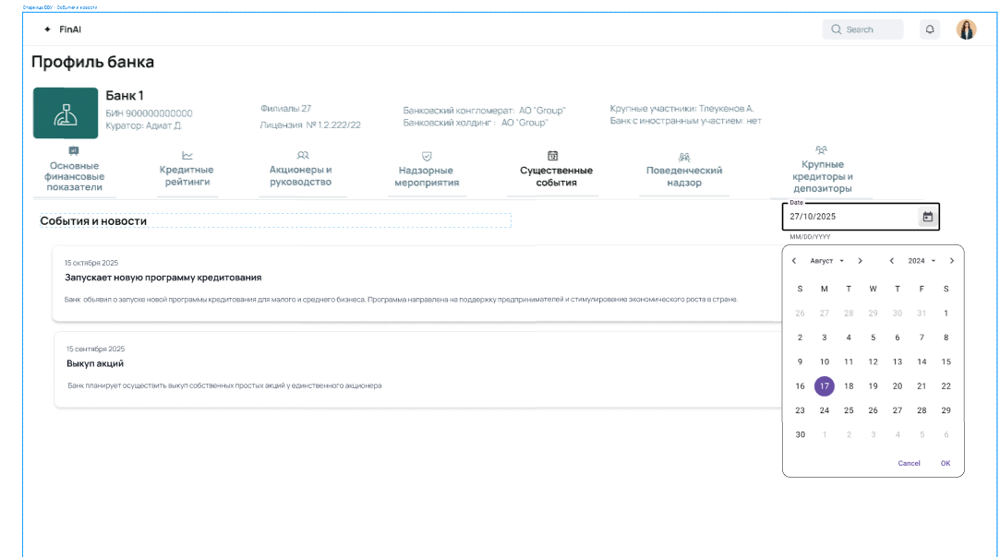 Старница БВУ - События и новости
FinAI
Search
Профиль банка
Банк 1
БИН 900000000000
Куратор: Адиат Д.
Филиалы 27
Лицензия №1.2.222/22
Банковский конгломерат: АО "Group"
Банковский холдинг : АО "Group"
Крупные участники: Тлеукенов А.
Банк с иностранным участием: нет
Основные
финансовые
показатели
Кредитные
рейтинги
Акционеры и
руководство
Надзорные
мероприятия
Существенные
события
Поведенческий
надзор
Крупные
кредиторы и
депозиторы
События и новости
Date
27/10/2025
MM/DD/YYYY
15 октября 2025
Запускает новую программу кредитования
Банк объявил о запуске новой программы кредитования для малого и среднего бизнеса. Программа направлена на поддержку предпринимателей и стимулирование экономического роста в стране.
15 сентября 2025
Выкуп акций
Банк планирует осуществить выкуп собственных простых акций у единственного акционера
Август 2024
S M T W T F S
26 27 28 29 30 31 1
2 3 4 5 6 7 8
9 10 11 12 13 14 15
16 17 18 19 20 21 22
23 24 25 26 27 28 29
30 1 2 3 4 5 6
Cancel OK